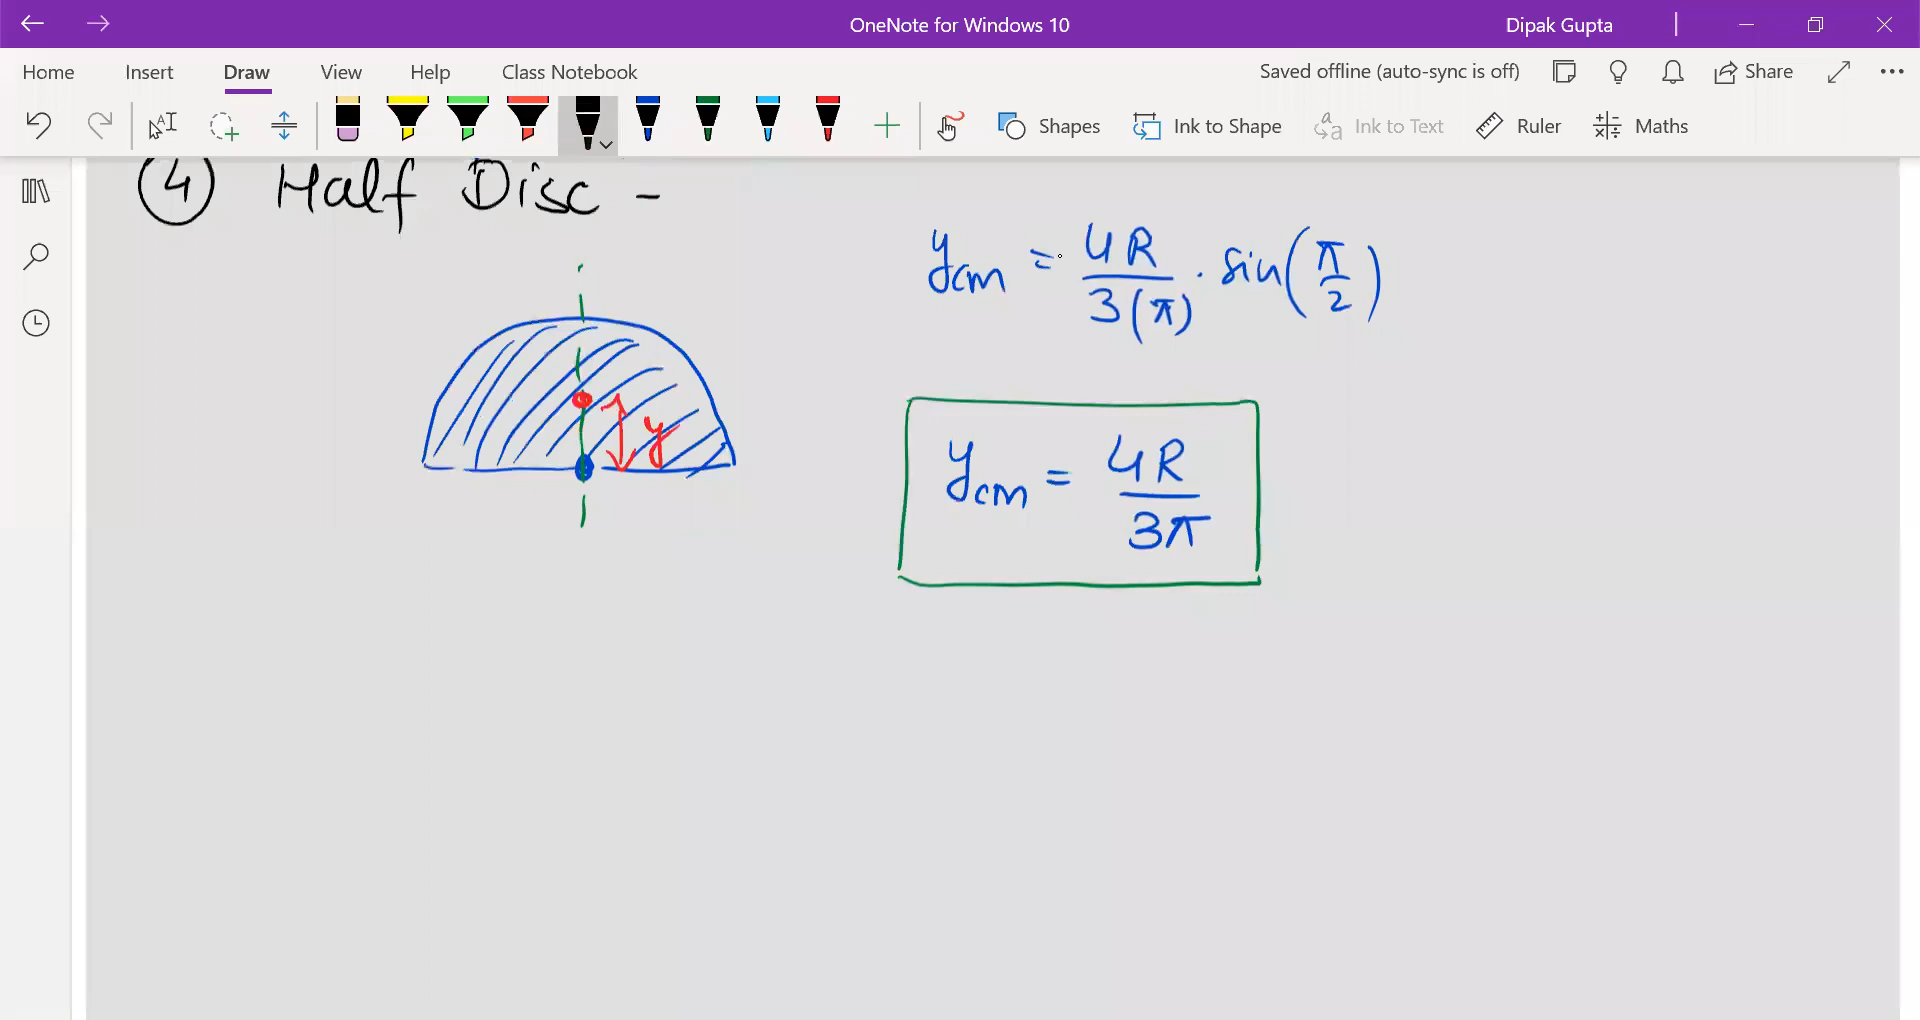 OneNote for Windows 10
Dipak Gupta
Home Insert Draw View Help Class Notebook
Saved offline (auto-sync is off) Share
Shapes Ink to Shape Ink to Text Ruler Maths
④ Half Disc -
y_cm = 4R/3(π) · sin(π/2)
y
y_cm = 4R/3π